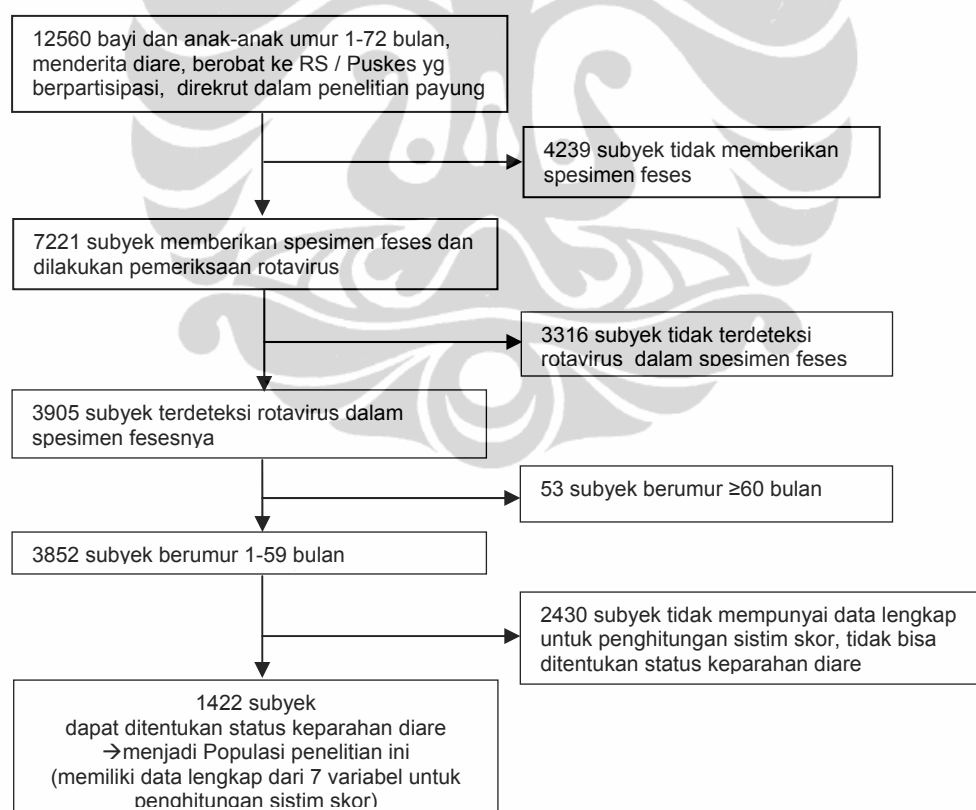 12560 bayi dan anak-anak umur 1-72 bulan,
menderita diare, berobat ke RS / Puskes yg
berpartisipasi, direkrut dalam penelitian payung
4239 subyek tidak memberikan
spesimen feses
7221 subyek memberikan spesimen feses dan
dilakukan pemeriksaan rotavirus
3316 subyek tidak terdeteksi
rotavirus dalam spesimen feses
3905 subyek terdeteksi rotavirus dalam
spesimen fesesnya
53 subyek berumur ≥60 bulan
3852 subyek berumur 1-59 bulan
2430 subyek tidak mempunyai data lengkap
untuk penghitungan sistim skor, tidak bisa
ditentukan status keparahan diare
1422 subyek
dapat ditentukan status keparahan diare
→menjadi Populasi penelitian ini
(memiliki data lengkap dari 7 variabel untuk
penghitungan sistim skor)